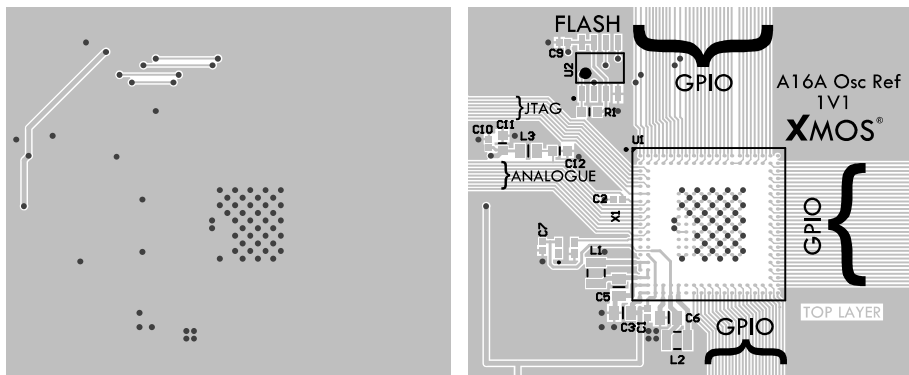 FLASH
C9
U2
GPIO
A16A Osc Ref
1V1
XMOS®
R1
JTAG
C10
C11
L3
C12
U1
ANALOGUE
C2
X1
GPIO
C7
L1
C5
C3
C1
C6
L2
GPIO
TOP LAYER